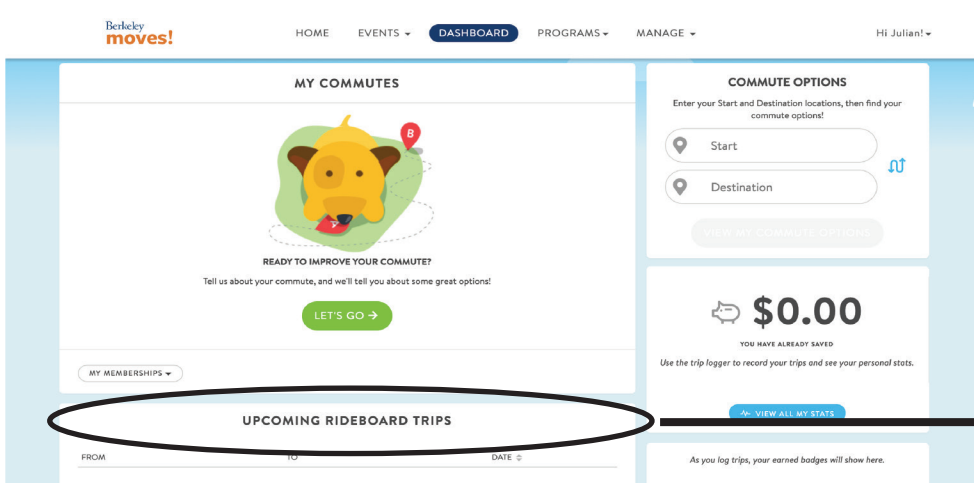 Berkeley
moves!
HOME EVENTS DASHBOARD PROGRAMS MANAGE Hi Julian!
MY COMMUTES
B
READY TO IMPROVE YOUR COMMUTE?
Tell us about your commute, and we'll tell you about some great options!
LET'S GO →
MY MEMBERSHIPS
UPCOMING RIDEBOARD TRIPS
FROM TO DATE
COMMUTE OPTIONS
Enter your Start and Destination locations, then find your
commute options!
Start
Destination
VIEW MY COMMUTE OPTIONS
$0.00
YOU HAVE ALREADY SAVED
Use the trip logger to record your trips and see your personal stats.
VIEW ALL MY STATS
As you log trips, your earned badges will show here.